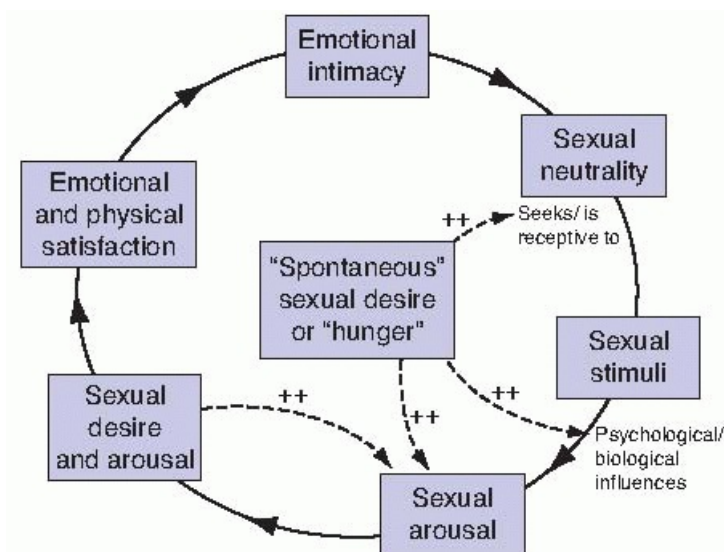 Emotional
intimacy
Sexual
neutrality
Seeks/ is
receptive to
++
Emotional
and physical
satisfaction
"Spontaneous"
sexual desire
or "hunger"
Sexual
stimuli
++
++
++
Psychological/
biological
influences
Sexual
desire
and arousal
Sexual
arousal